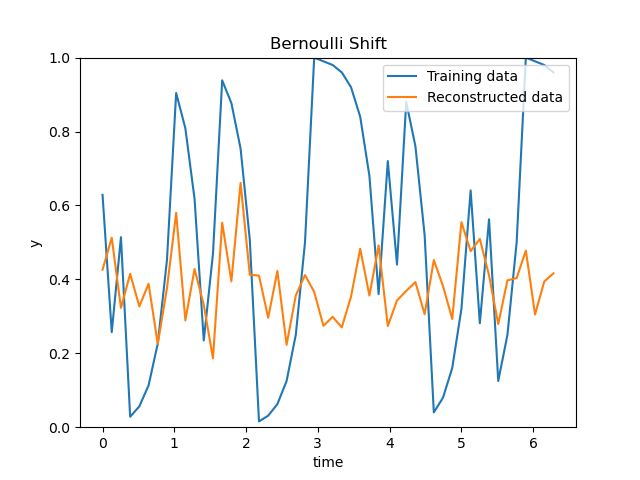 Bernoulli Shift
Training data
Reconstructed data
y
1.0
0.8
0.6
0.4
0.2
0.0
0 1 2 3 4 5 6
time